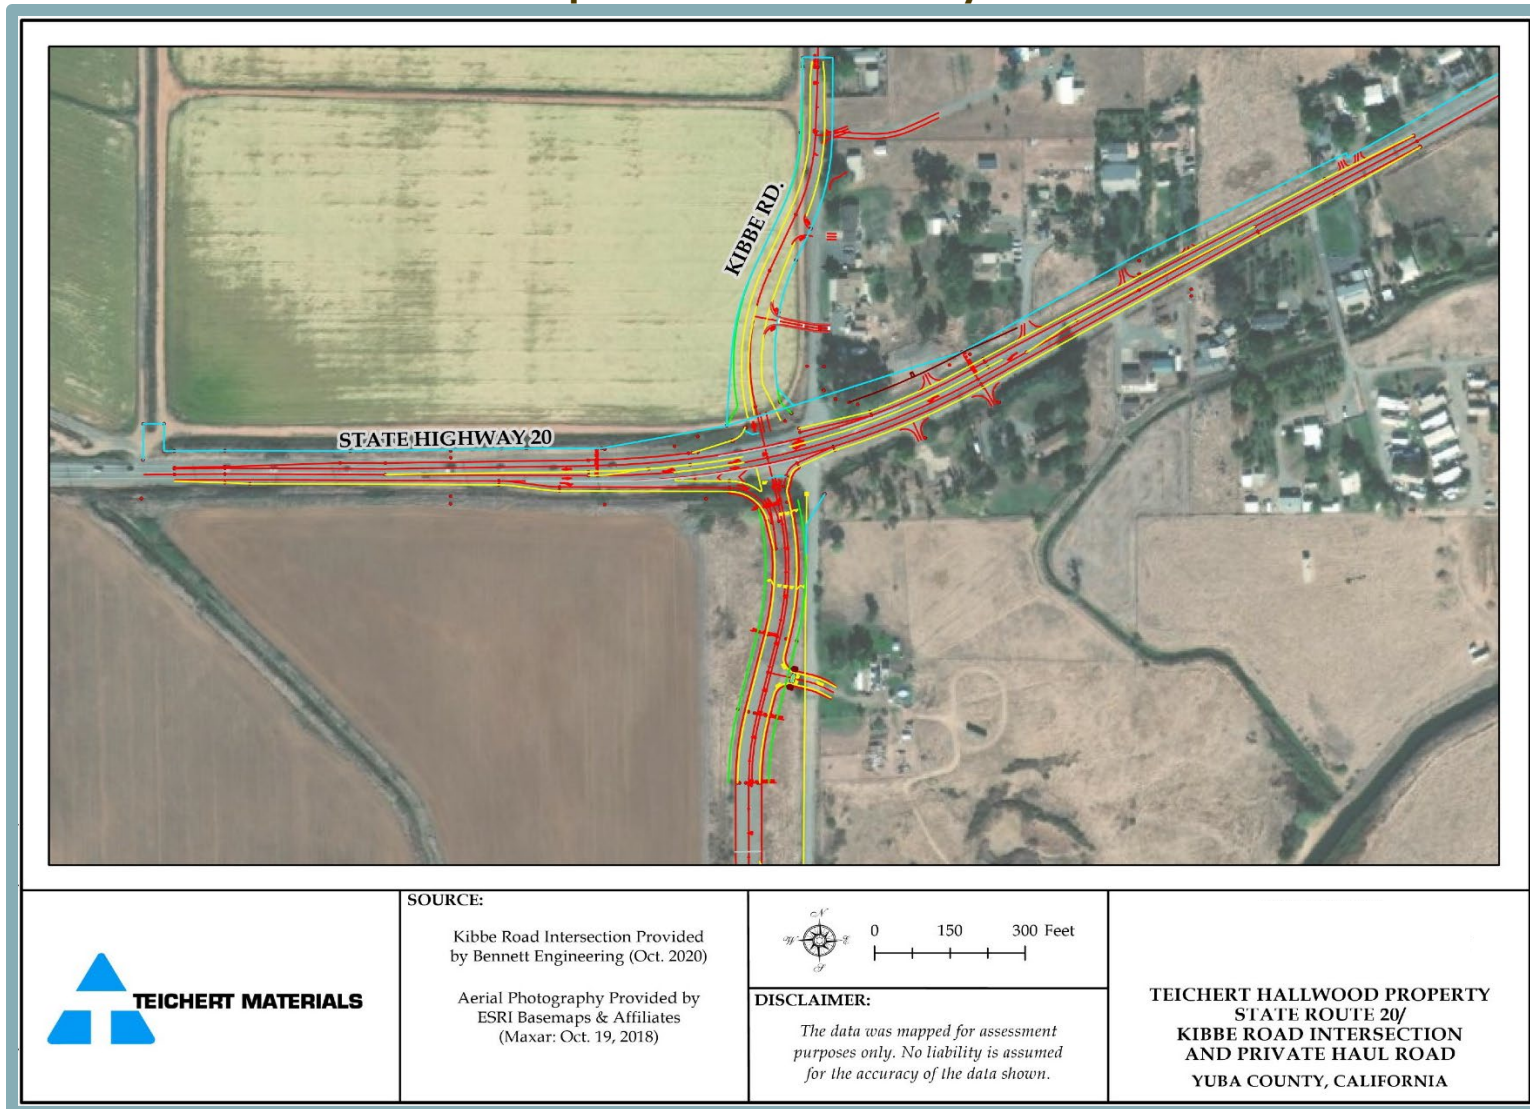 KIBBE RD.
STATE HIGHWAY 20
TEICHERT MATERIALS
SOURCE:
Kibbe Road Intersection Provided
by Bennett Engineering (Oct. 2020)
Aerial Photography Provided by
ESRI Basemaps & Affiliates
(Maxar: Oct. 19, 2018)
N
W E
S
0 150 300 Feet
DISCLAIMER:
The data was mapped for assessment
purposes only. No liability is assumed
for the accuracy of the data shown.
TEICHERT HALLWOOD PROPERTY
STATE ROUTE 20/
KIBBE ROAD INTERSECTION
AND PRIVATE HAUL ROAD
YUBA COUNTY, CALIFORNIA